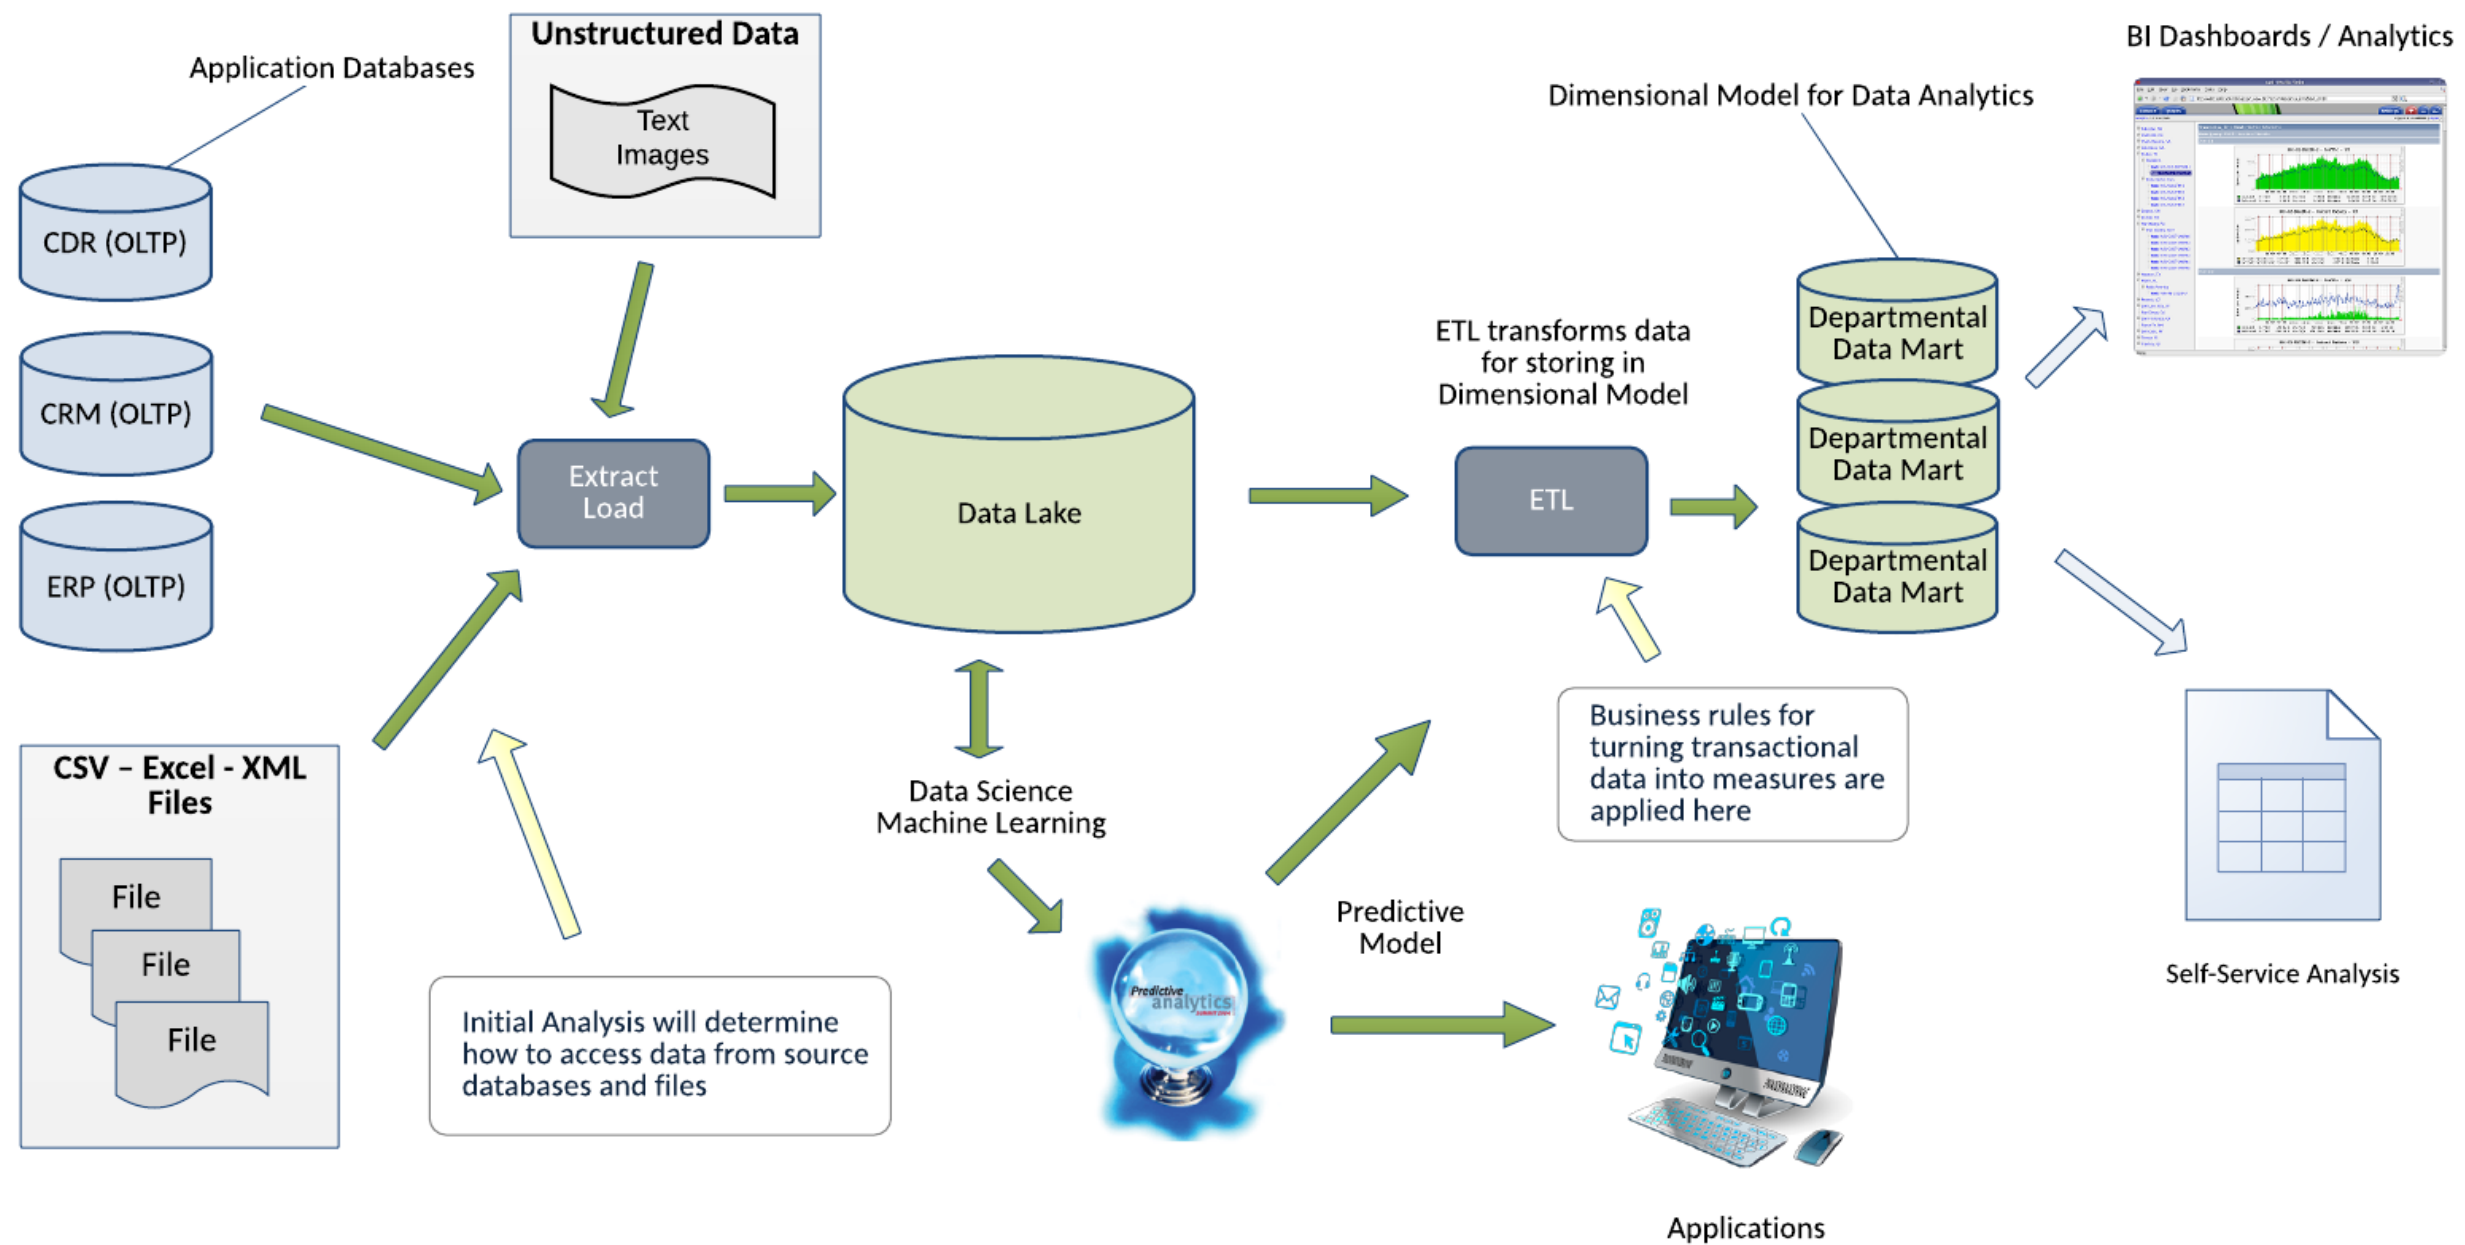 Unstructured Data
Text
Images
Application Databases
CDR (OLTP)
CRM (OLTP)
ERP (OLTP)
CSV – Excel - XML
Files
File
File
File
Extract
Load
Initial Analysis will determine
how to access data from source
databases and files
Data Lake
Data Science
Machine Learning
Predictive
analytics
Predictive
Model
Applications
ETL transforms data
for storing in
Dimensional Model
ETL
Business rules for
turning transactional
data into measures are
applied here
Dimensional Model for Data Analytics
Departmental
Data Mart
Departmental
Data Mart
Departmental
Data Mart
BI Dashboards / Analytics
Self-Service Analysis